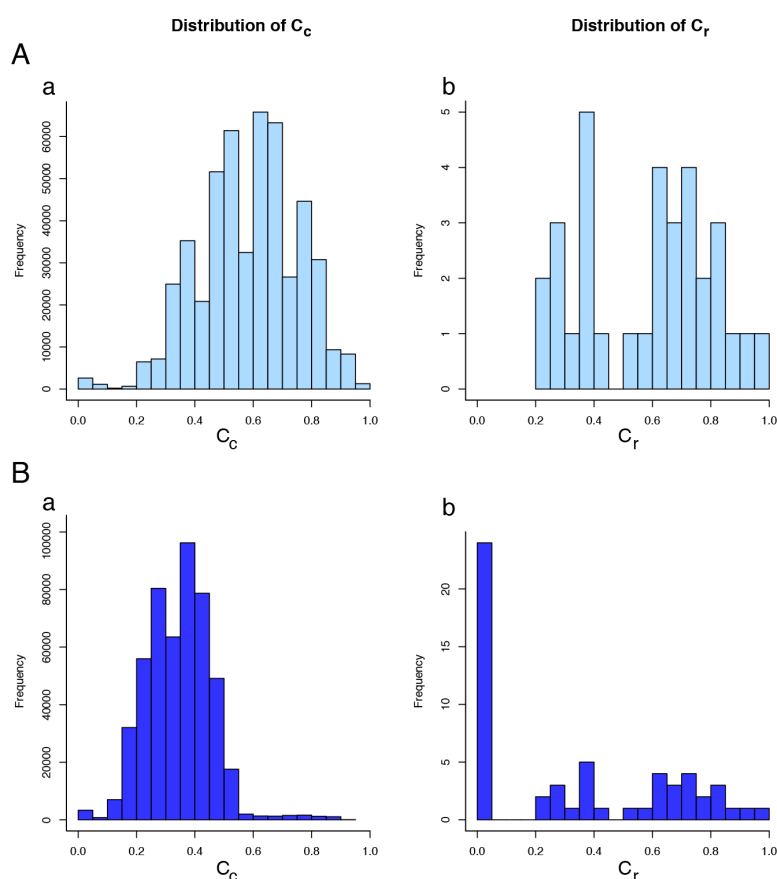 Distribution of Cc
Distribution of Cr
A
a
Frequency
0
10000
20000
30000
40000
50000
60000
0.0 0.2 0.4 0.6 0.8 1.0
Cc
b
Frequency
0
1
2
3
4
5
0.0 0.2 0.4 0.6 0.8 1.0
Cr
B
a
Frequency
0
20000
40000
60000
80000
100000
0.0 0.2 0.4 0.6 0.8 1.0
Cc
b
Frequency
0
5
10
15
20
0.0 0.2 0.4 0.6 0.8 1.0
Cr